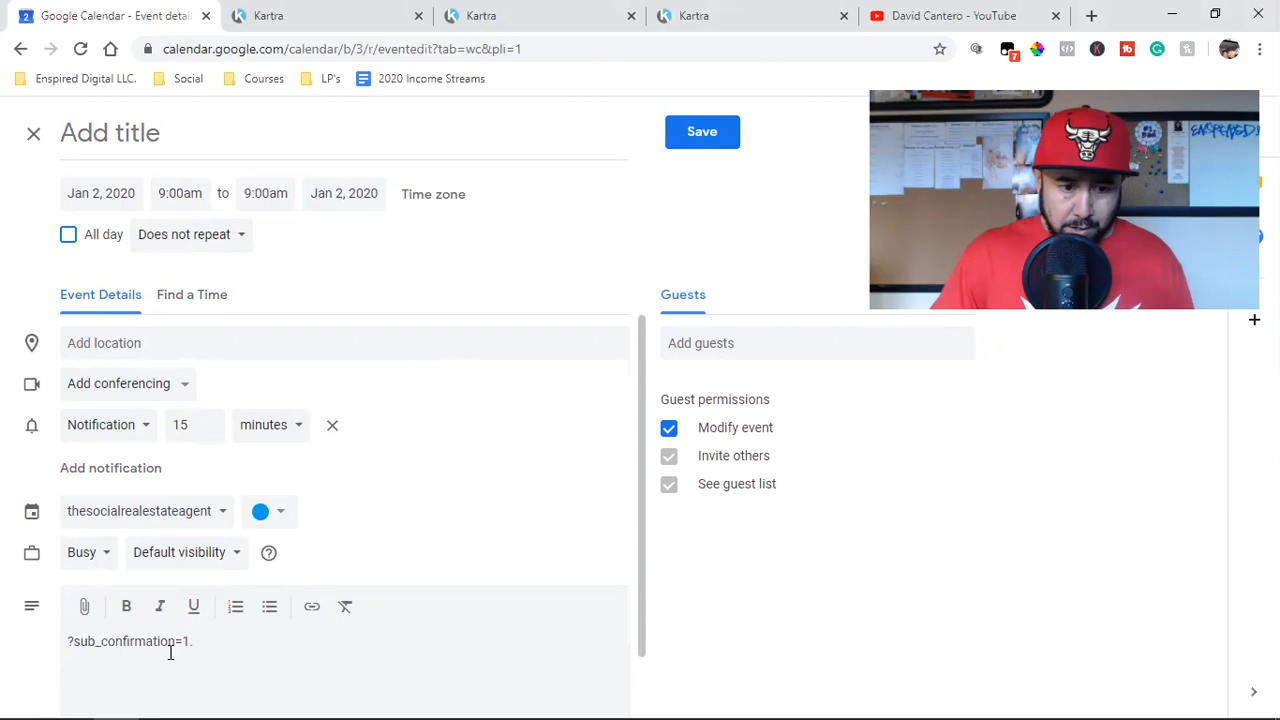 Google Calendar - Event detail
Kartra
Kartra
Kartra
David Cantero - YouTube
calendar.google.com/calendar/b/3/r/eventedit?tab=wc&pli=1
7
Enspired Digital LLC.
Social
Courses
LP's
2020 Income Streams
Add title
Save
Jan 2, 2020
9:00am
to
9:10am
Jan 2, 2020
Time zone
All day
Does not repeat
Event Details
Find a Time
Guests
Add location
Add guests
Add conferencing
Guest permissions
Notification
15
minutes
Modify event
Invite others
Add notification
See guest list
thesocialrealestateagent
Busy
Default visibility
B
I
U
?sub_confirmation=1.